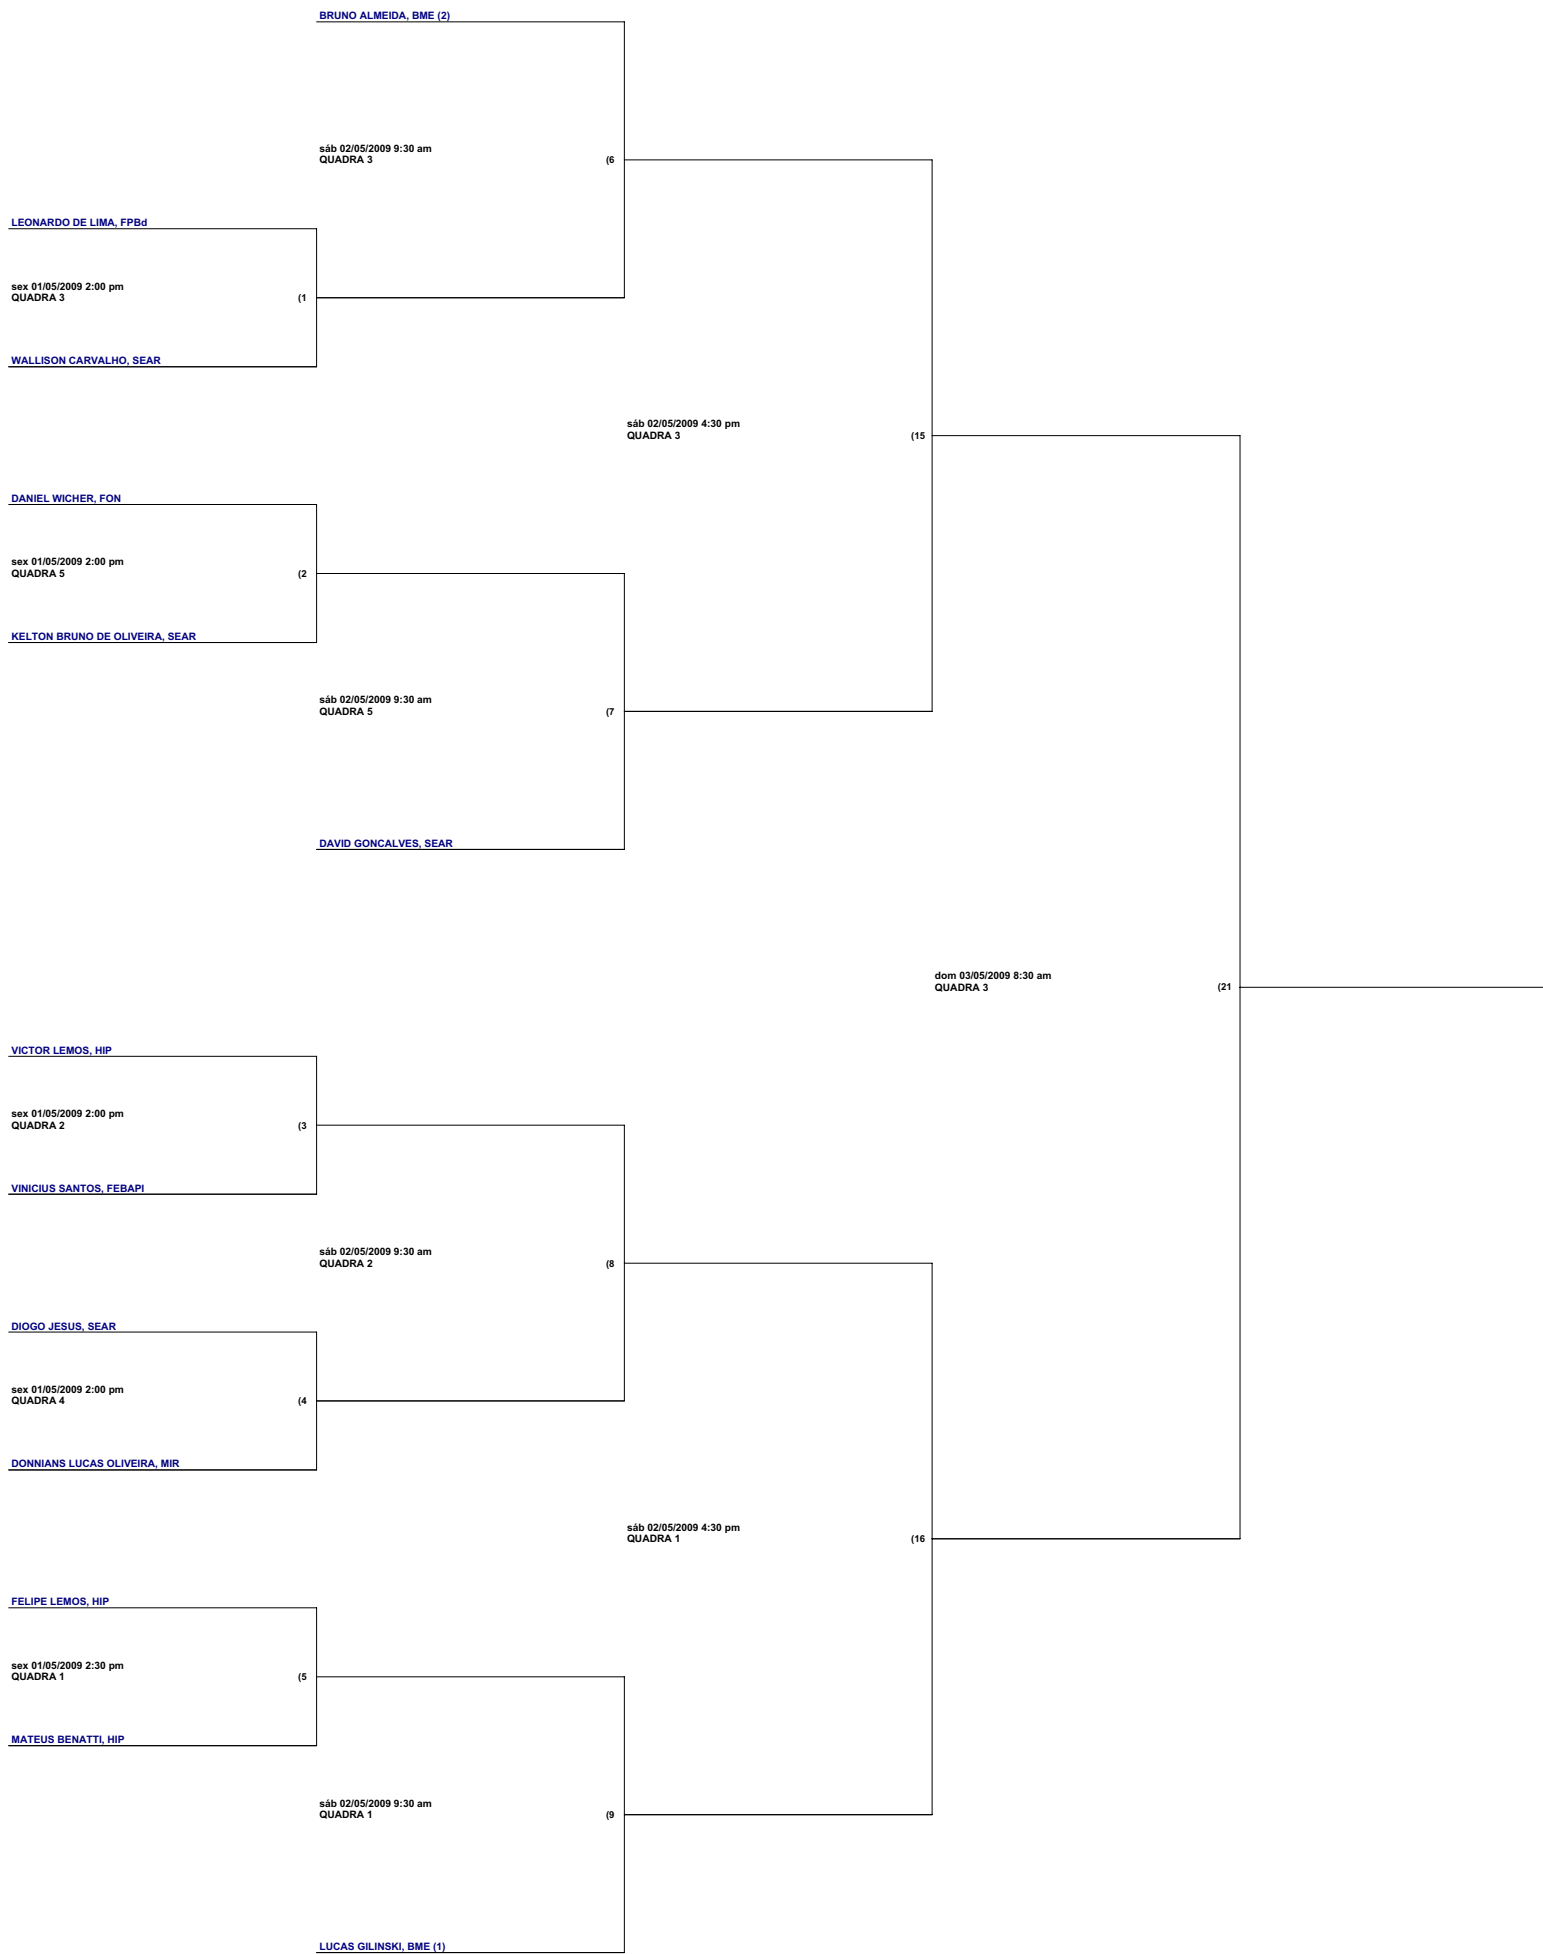 BRUNO ALMEIDA, BME (2)
sáb 02/05/2009 9:30 am
QUADRA 3
(6
LEONARDO DE LIMA, FPBd
sex 01/05/2009 2:00 pm
QUADRA 3
(1
WALLISON CARVALHO, SEAR
sáb 02/05/2009 4:30 pm
QUADRA 3
(15
DANIEL WICHER, FON
sex 01/05/2009 2:00 pm
QUADRA 5
(2
KELTON BRUNO DE OLIVEIRA, SEAR
sáb 02/05/2009 9:30 am
QUADRA 5
(7
DAVID GONCALVES, SEAR
dom 03/05/2009 8:30 am
QUADRA 3
(21
VICTOR LEMOS, HIP
sex 01/05/2009 2:00 pm
QUADRA 2
(3
VINICIUS SANTOS, FEBAPI
sáb 02/05/2009 9:30 am
QUADRA 2
(8
DIOGO JESUS, SEAR
sex 01/05/2009 2:00 pm
QUADRA 4
(4
DONNIANS LUCAS OLIVEIRA, MIR
sáb 02/05/2009 4:30 pm
QUADRA 1
(16
FELIPE LEMOS, HIP
sex 01/05/2009 2:30 pm
QUADRA 1
(5
MATEUS BENATTI, HIP
sáb 02/05/2009 9:30 am
QUADRA 1
(9
LUCAS GILINSKI, BME (1)